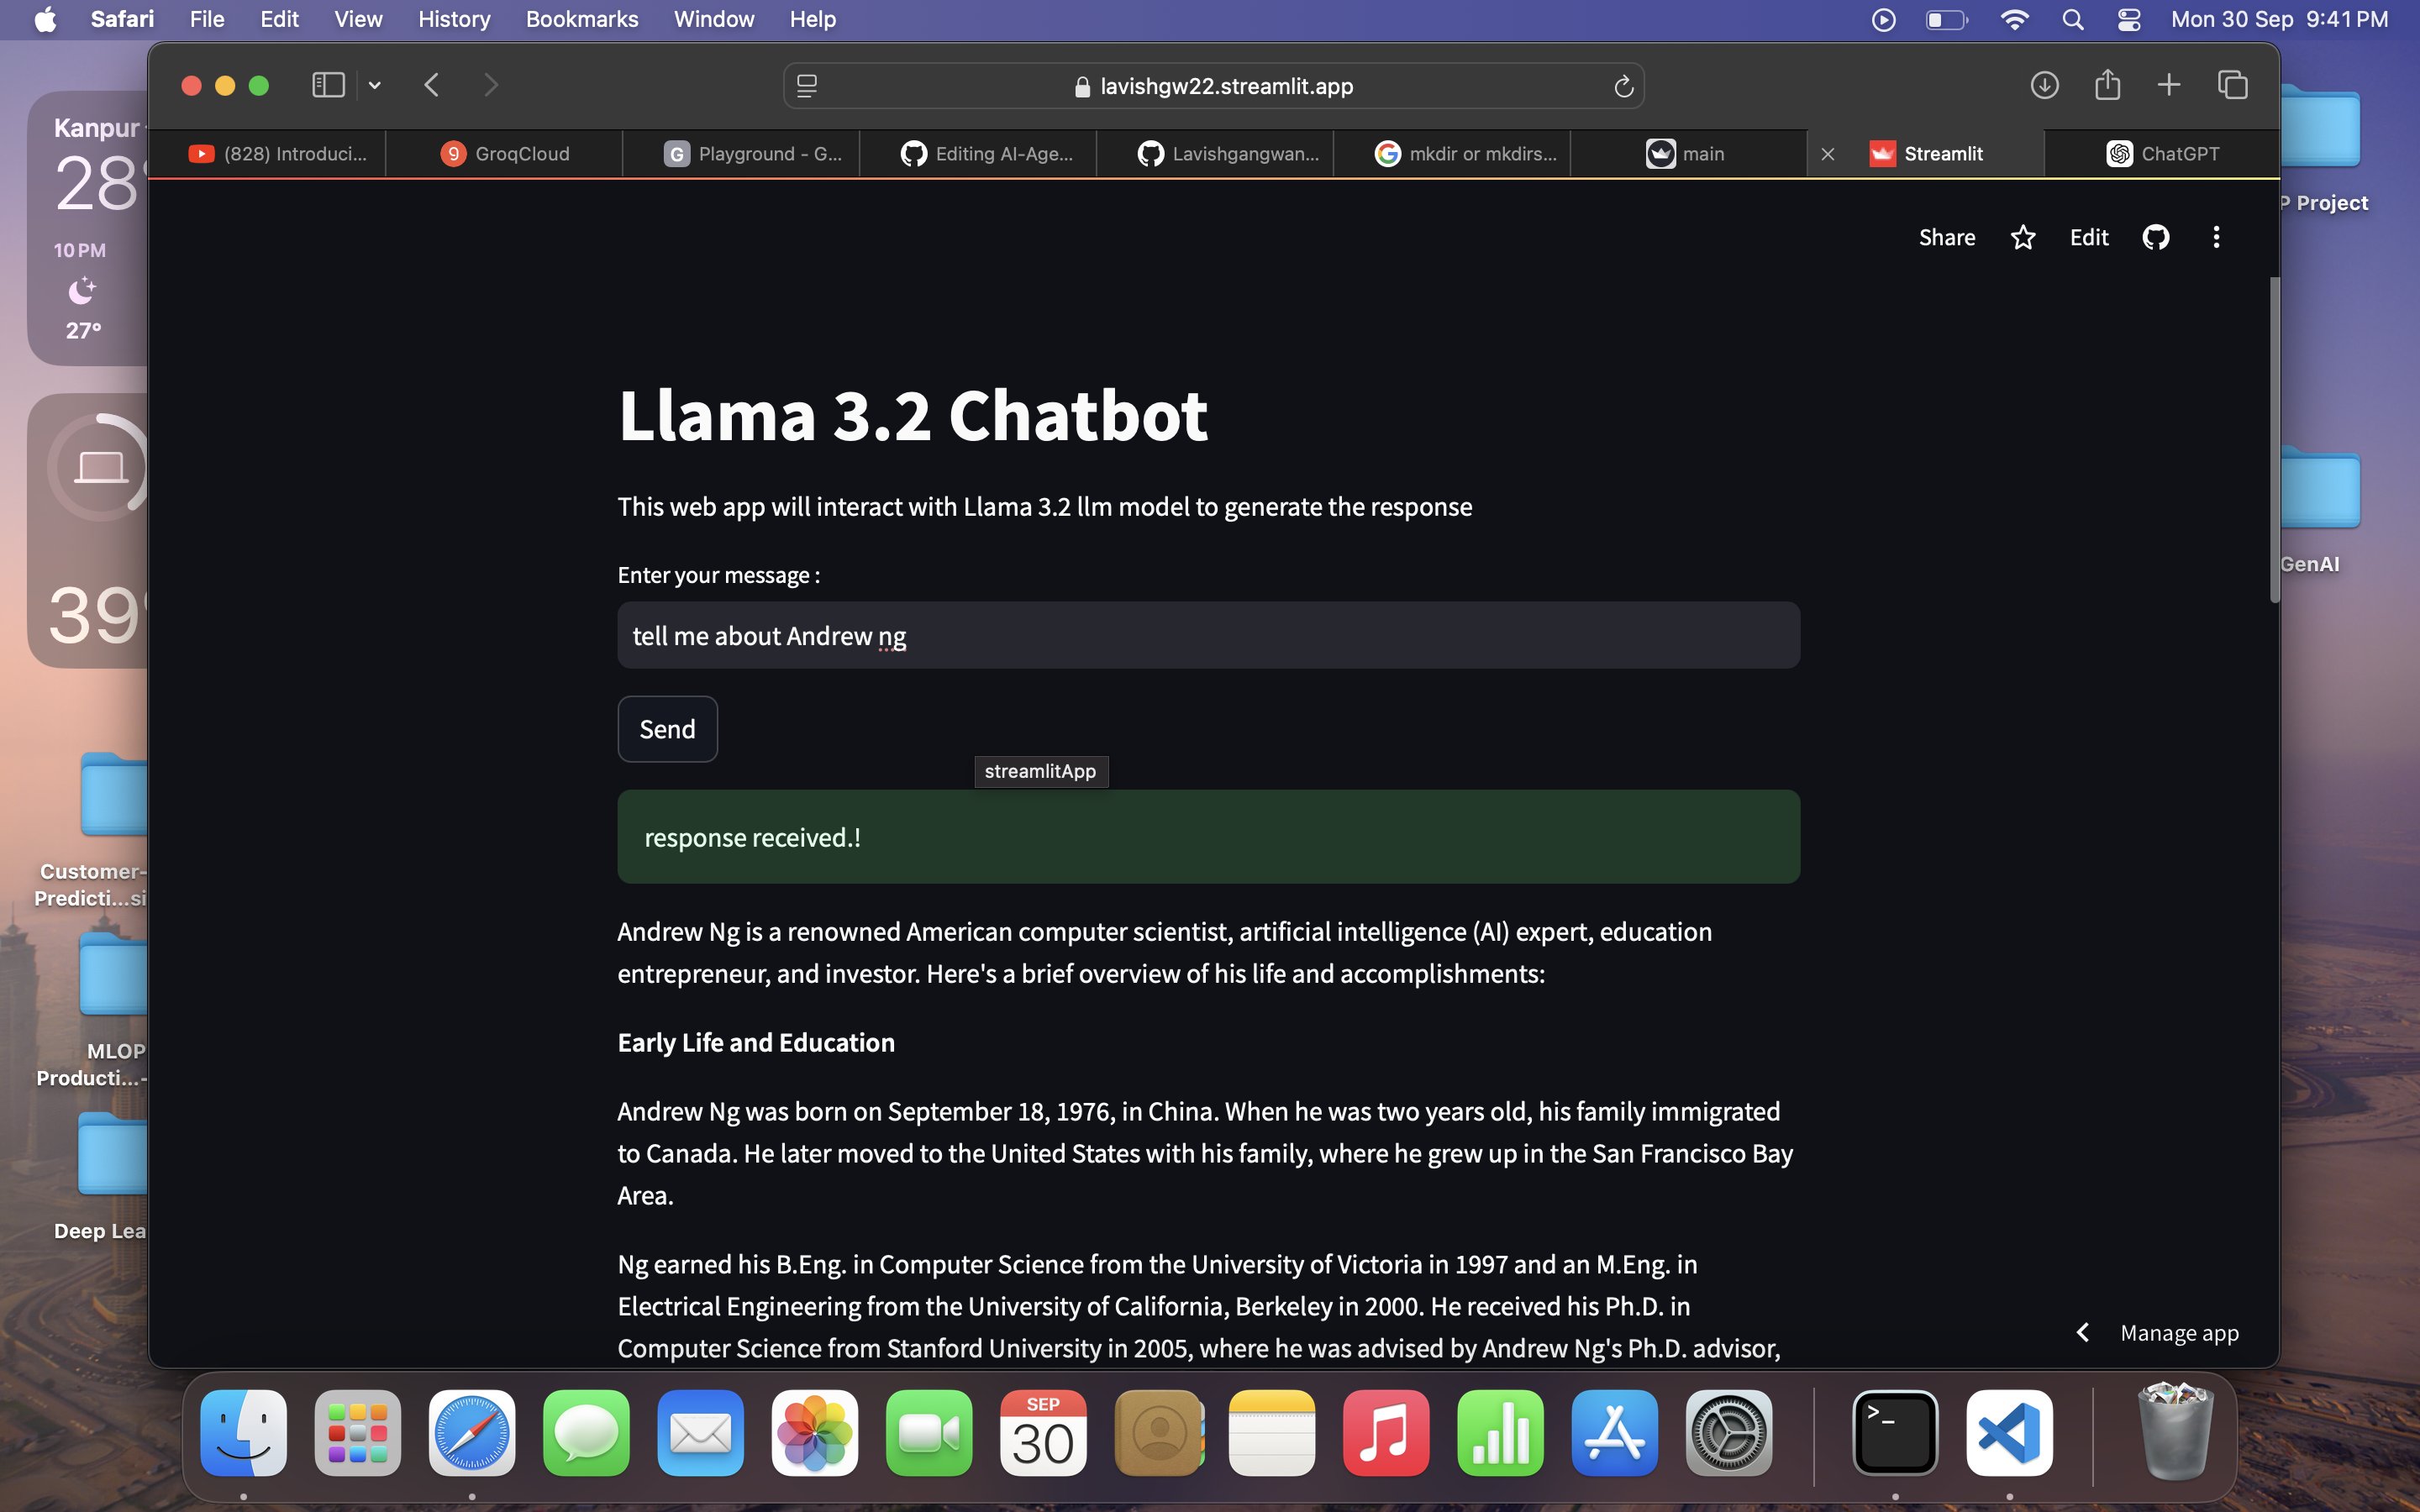 Safari File Edit View History Bookmarks Window Help Mon 30 Sep 9:41 PM
lavishgw22.streamlit.app
(828) Introduci... GroqCloud Playground - G... Editing AI-Age... Lavishgangwan... mkdir or mkdirs... main Streamlit ChatGPT
Kanpur
28°
10 PM
27°
39
Share Edit
Llama 3.2 Chatbot
This web app will interact with Llama 3.2 llm model to generate the response
Enter your message :
tell me about Andrew ng
Send
streamlitApp
response received.!
Andrew Ng is a renowned American computer scientist, artificial intelligence (AI) expert, education
entrepreneur, and investor. Here's a brief overview of his life and accomplishments:
Early Life and Education
Andrew Ng was born on September 18, 1976, in China. When he was two years old, his family immigrated
to Canada. He later moved to the United States with his family, where he grew up in the San Francisco Bay
Area.
Ng earned his B.Eng. in Computer Science from the University of Victoria in 1997 and an M.Eng. in
Electrical Engineering from the University of California, Berkeley in 2000. He received his Ph.D. in
Computer Science from Stanford University in 2005, where he was advised by Andrew Ng's Ph.D. advisor,
Manage app
Customer-
Predicti...si
MLOP
Producti...-
Deep Lea
P Project
GenAI
SEP
30